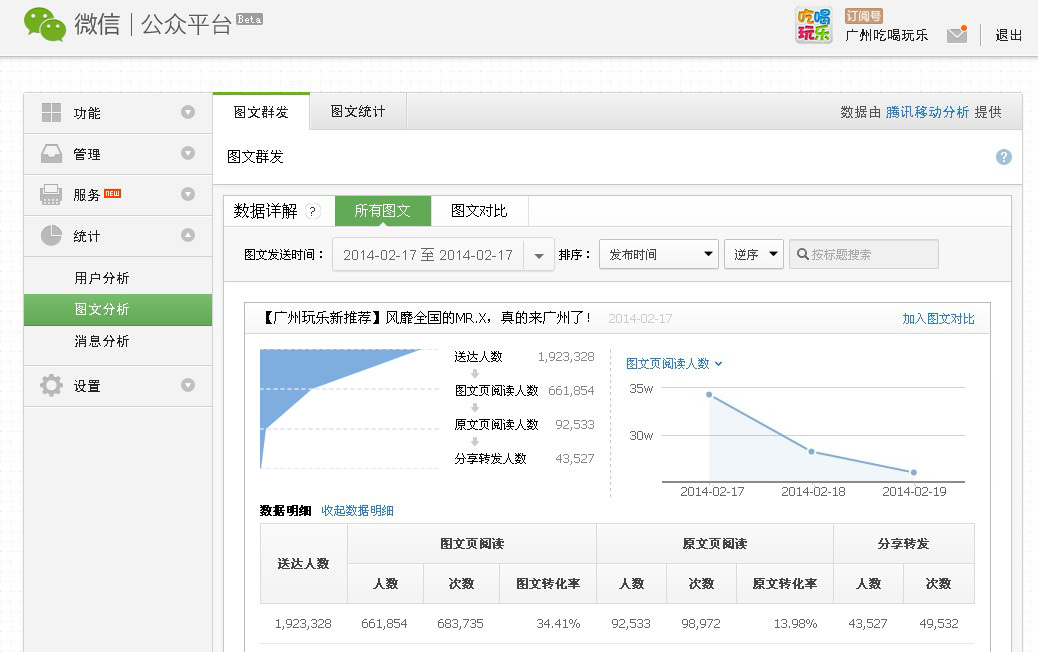 微信 | 公众平台 Beta
吃喝玩乐
订阅号
广州吃喝玩乐
退出
功能
管理
服务 NEW
统计
用户分析
图文分析
消息分析
设置
图文群发 图文统计
数据由 腾讯移动分析 提供
图文群发 ?
数据详解 ? 所有图文 图文对比
图文发送时间： 2014-02-17 至 2014-02-17 排序： 发布时间 逆序 按标题搜索
【广州玩乐新推荐】风靡全国的MR.X，真的来广州了！ 2014-02-17 加入图文对比
送达人数 1,923,328
图文页阅读人数 661,854
原文页阅读人数 92,533
分享转发人数 43,527
图文页阅读人数
35w
30w
2014-02-17 2014-02-18 2014-02-19
数据明细 收起数据明细
送达人数 图文页阅读 原文页阅读 分享转发
人数 次数 图文转化率 人数 次数 原文转化率 人数 次数
1,923,328 661,854 683,735 34.41% 92,533 98,972 13.98% 43,527 49,532